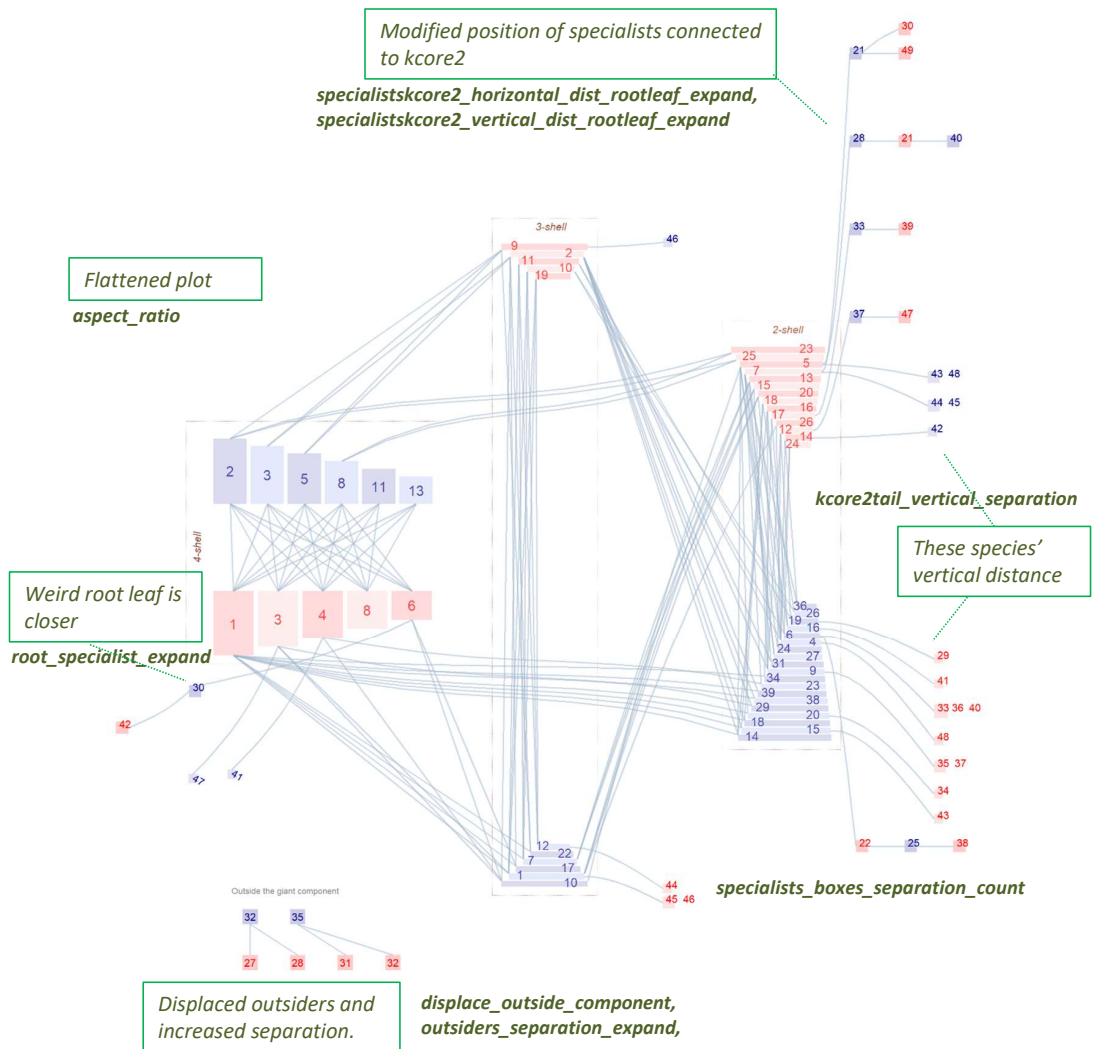 30
Modified position of specialists connected
to kcore2
21
49
specialistskcore2_horizontal_dist_rootleaf_expand,
specialistskcore2_vertical_dist_rootleaf_expand
28 21 40
3-shell
33 39
9 2 46
11 10
19
Flattened plot
aspect_ratio
37 47
2-shell
23
25 5
7 13
15 20
18 16
17 26
12 14
24
43 48
44 45
42
2 3 5 8 11 13
kcore2tail_vertical_separation
4-shell
These species'
vertical distance
Weird root leaf is
closer
root_specialist_expand
1 3 4 8 6
36 26
19 16
6 4
24 27
31 9
34 23
39 38
29 20
18 15
14
29
41
33 36 40
48
35 37
34
43
30
42
47 41
22 25 38
12 22
7 17
1 10
44
45 46
specialists_boxes_separation_count
Outside the giant component
32 35
27 28 31 32
Displaced outsiders and
increased separation.
displace_outside_component,
outsiders_separation_expand,